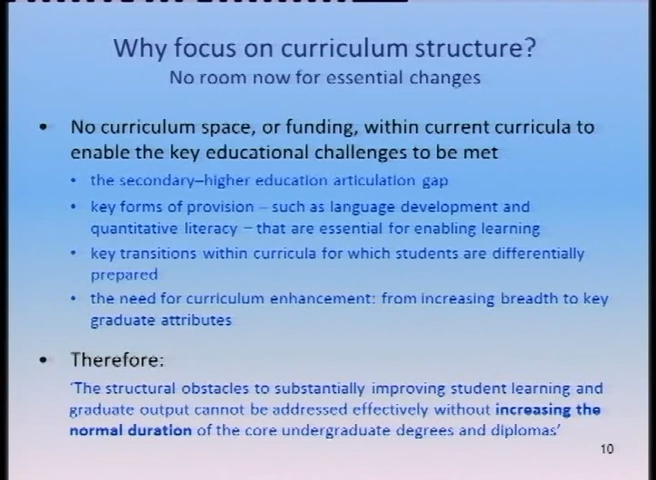 Why focus on curriculum structure?
No room now for essential changes
• No curriculum space, or funding, within current curricula to
enable the key educational challenges to be met
• the secondary–higher education articulation gap
• key forms of provision – such as language development and
quantitative literacy – that are essential for enabling learning
• key transitions within curricula for which students are differentially
prepared
• the need for curriculum enhancement: from increasing breadth to key
graduate attributes
• Therefore:
‘The structural obstacles to substantially improving student learning and
graduate output cannot be addressed effectively without increasing the
normal duration of the core undergraduate degrees and diplomas’
10